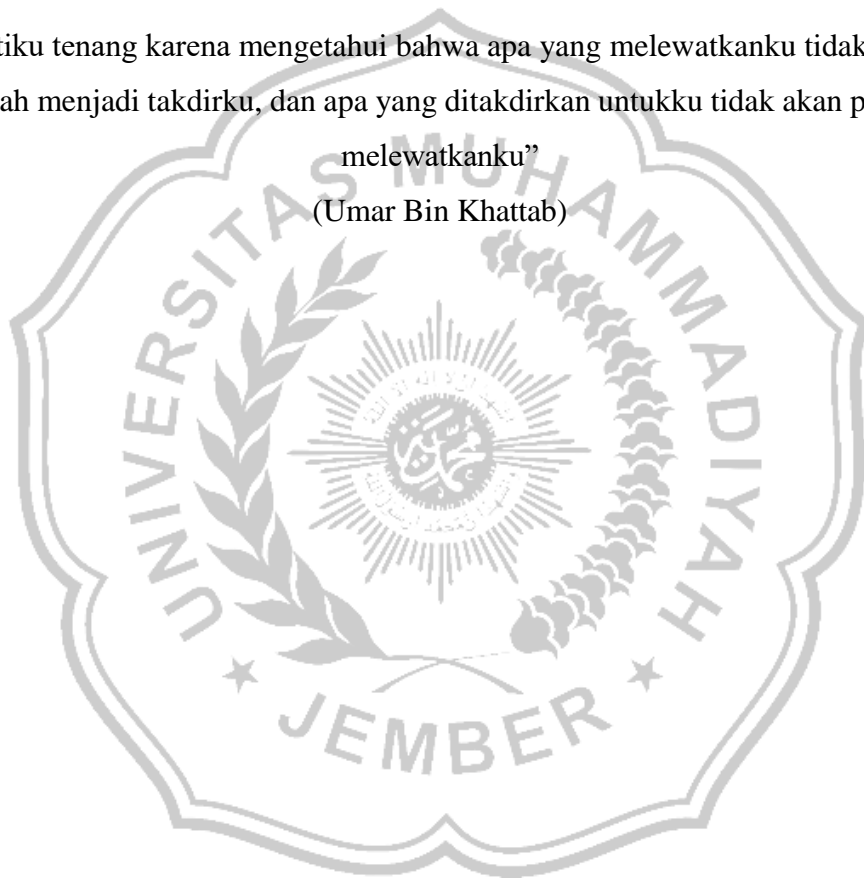 tiku tenang karena mengetahui bahwa apa yang melewatkanku tidak
ah menjadi takdirku, dan apa yang ditakdirkan untukku tidak akan p
melewatkanku”
(Umar Bin Khattab)
UNIVERSITAS MUHAMMADIYAH
JEMBER